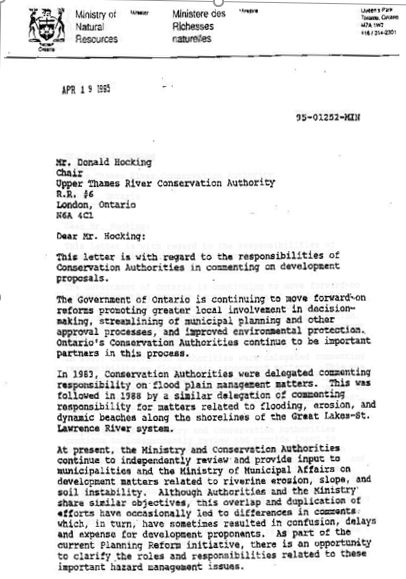 Ministry of Natural Resources
Minister
Ministère des Richesses naturelles
Ministre
Queen's Park
Toronto, Ontario
M7A 1W3
416 / 314-2301
Ontario
APR 19 1995
95-01252-MIN
Mr. Donald Hocking
Chair
Upper Thames River Conservation Authority
R.R. #6
London, Ontario
N6A 4C1
Dear Mr. Hocking:
This letter is with regard to the responsibilities of
Conservation Authorities in commenting on development
proposals.
The Government of Ontario is continuing to move forward on
reforms promoting greater local involvement in decision-
making, streamlining of municipal planning and other
approval processes, and improved environmental protection.
Ontario's Conservation Authorities continue to be important
partners in this process.
In 1983, Conservation Authorities were delegated commenting
responsibility on flood plain management matters. This was
followed in 1988 by a similar delegation of commenting
responsibility for matters related to flooding, erosion, and
dynamic beaches along the shorelines of the Great Lakes-St.
Lawrence River system.
At present, the Ministry and Conservation Authorities
continue to independently review and provide input to
municipalities and the Ministry of Municipal Affairs on
development matters related to riverine erosion, slope, and
soil instability. Although Authorities and the Ministry
share similar objectives, this overlap and duplication of
efforts have occasionally led to differences in comments
which, in turn, have sometimes resulted in confusion, delays
and expense for development proponents. As part of the
current Planning Reform initiative, there is an opportunity
to clarify the roles and responsibilities related to these
important hazard management issues.